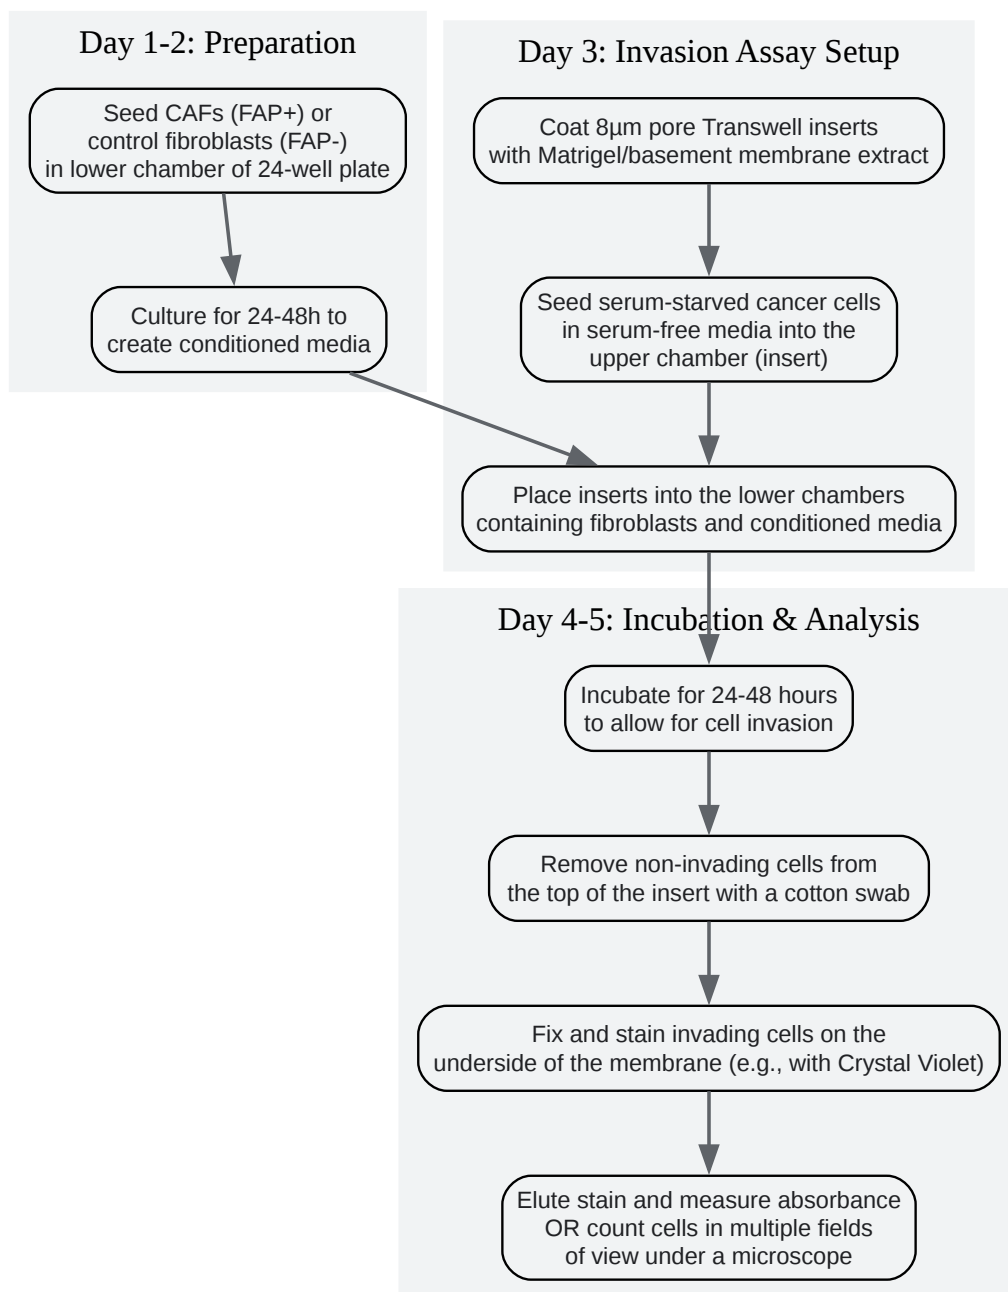 Day 1-2: Preparation
Seed CAFs (FAP+) or
control fibroblasts (FAP-)
in lower chamber of 24-well plate
Culture for 24-48h to
create conditioned media
Day 3: Invasion Assay Setup
Coat 8µm pore Transwell inserts
with Matrigel/basement membrane extract
Seed serum-starved cancer cells
in serum-free media into the
upper chamber (insert)
Place inserts into the lower chambers
containing fibroblasts and conditioned media
Day 4-5: Incubation & Analysis
Incubate for 24-48 hours
to allow for cell invasion
Remove non-invading cells from
the top of the insert with a cotton swab
Fix and stain invading cells on the
underside of the membrane (e.g., with Crystal Violet)
Elute stain and measure absorbance
OR count cells in multiple fields
of view under a microscope